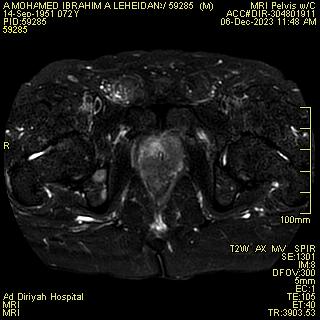 A MOHAMED IBRAHIM A LEHEIDAN:/ 59285 (M)
14-Sep-1951 072Y
PID:59285
59285
MRI Pelvis w/C
ACC#DIR-304801911
06-Dec-2023 11:48 AM
R
100mm
T2W_AX MV_SPIR
SE:1301
IM:8
DFOV:300
5mm
EC:1
TE:105
ET:40
TR:3903.53
Ad Diriyah Hospital
MRI
MRI